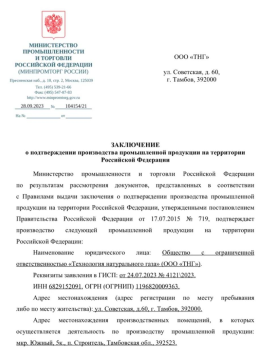 МИНИСТЕРСТВО
ПРОМЫШЛЕННОСТИ
И ТОРГОВЛИ
РОССИЙСКОЙ ФЕДЕРАЦИИ
(МИНПРОМТОРГ РОССИИ)
Пресненская наб., д. 10, стр. 2, Москва, 125039
Тел. (495) 539-21-66
Факс (495) 547-87-83
http://www.minpromtorg.gov.ru
28.09.2023 № 104154/21
На № от
ООО «ТНГ»
ул. Советская, д. 60,
г. Тамбов, 392000
ЗАКЛЮЧЕНИЕ
о подтверждении производства промышленной продукции на территории
Российской Федерации
Министерство промышленности и торговли Российской Федерации
по результатам рассмотрения документов, представленных в соответствии
с Правилами выдачи заключения о подтверждении производства промышленной
продукции на территории Российской Федерации, утвержденными постановлением
Правительства Российской Федерации от 17.07.2015 № 719, подтверждает
производство следующей промышленной продукции на территории
Российской Федерации:
Наименование юридического лица: Общество с ограниченной
ответственностью «Технология натурального газа» (ООО «ТНГ»).
Реквизиты заявления в ГИСП: от 24.07.2023 № 4121\2023.
ИНН 6829152091, ОГРН (ОГРНИП) 1196820009363.
Адрес местонахождения (адрес регистрации по месту пребывания
либо по месту жительства): ул. Советская, д.60, г. Тамбов, 392000.
Адрес местонахождения производственных помещений, в которых
осуществляется деятельность по производству промышленной продукции:
мкр. Южный, 5к., п. Строитель, Тамбовская обл., 392523.